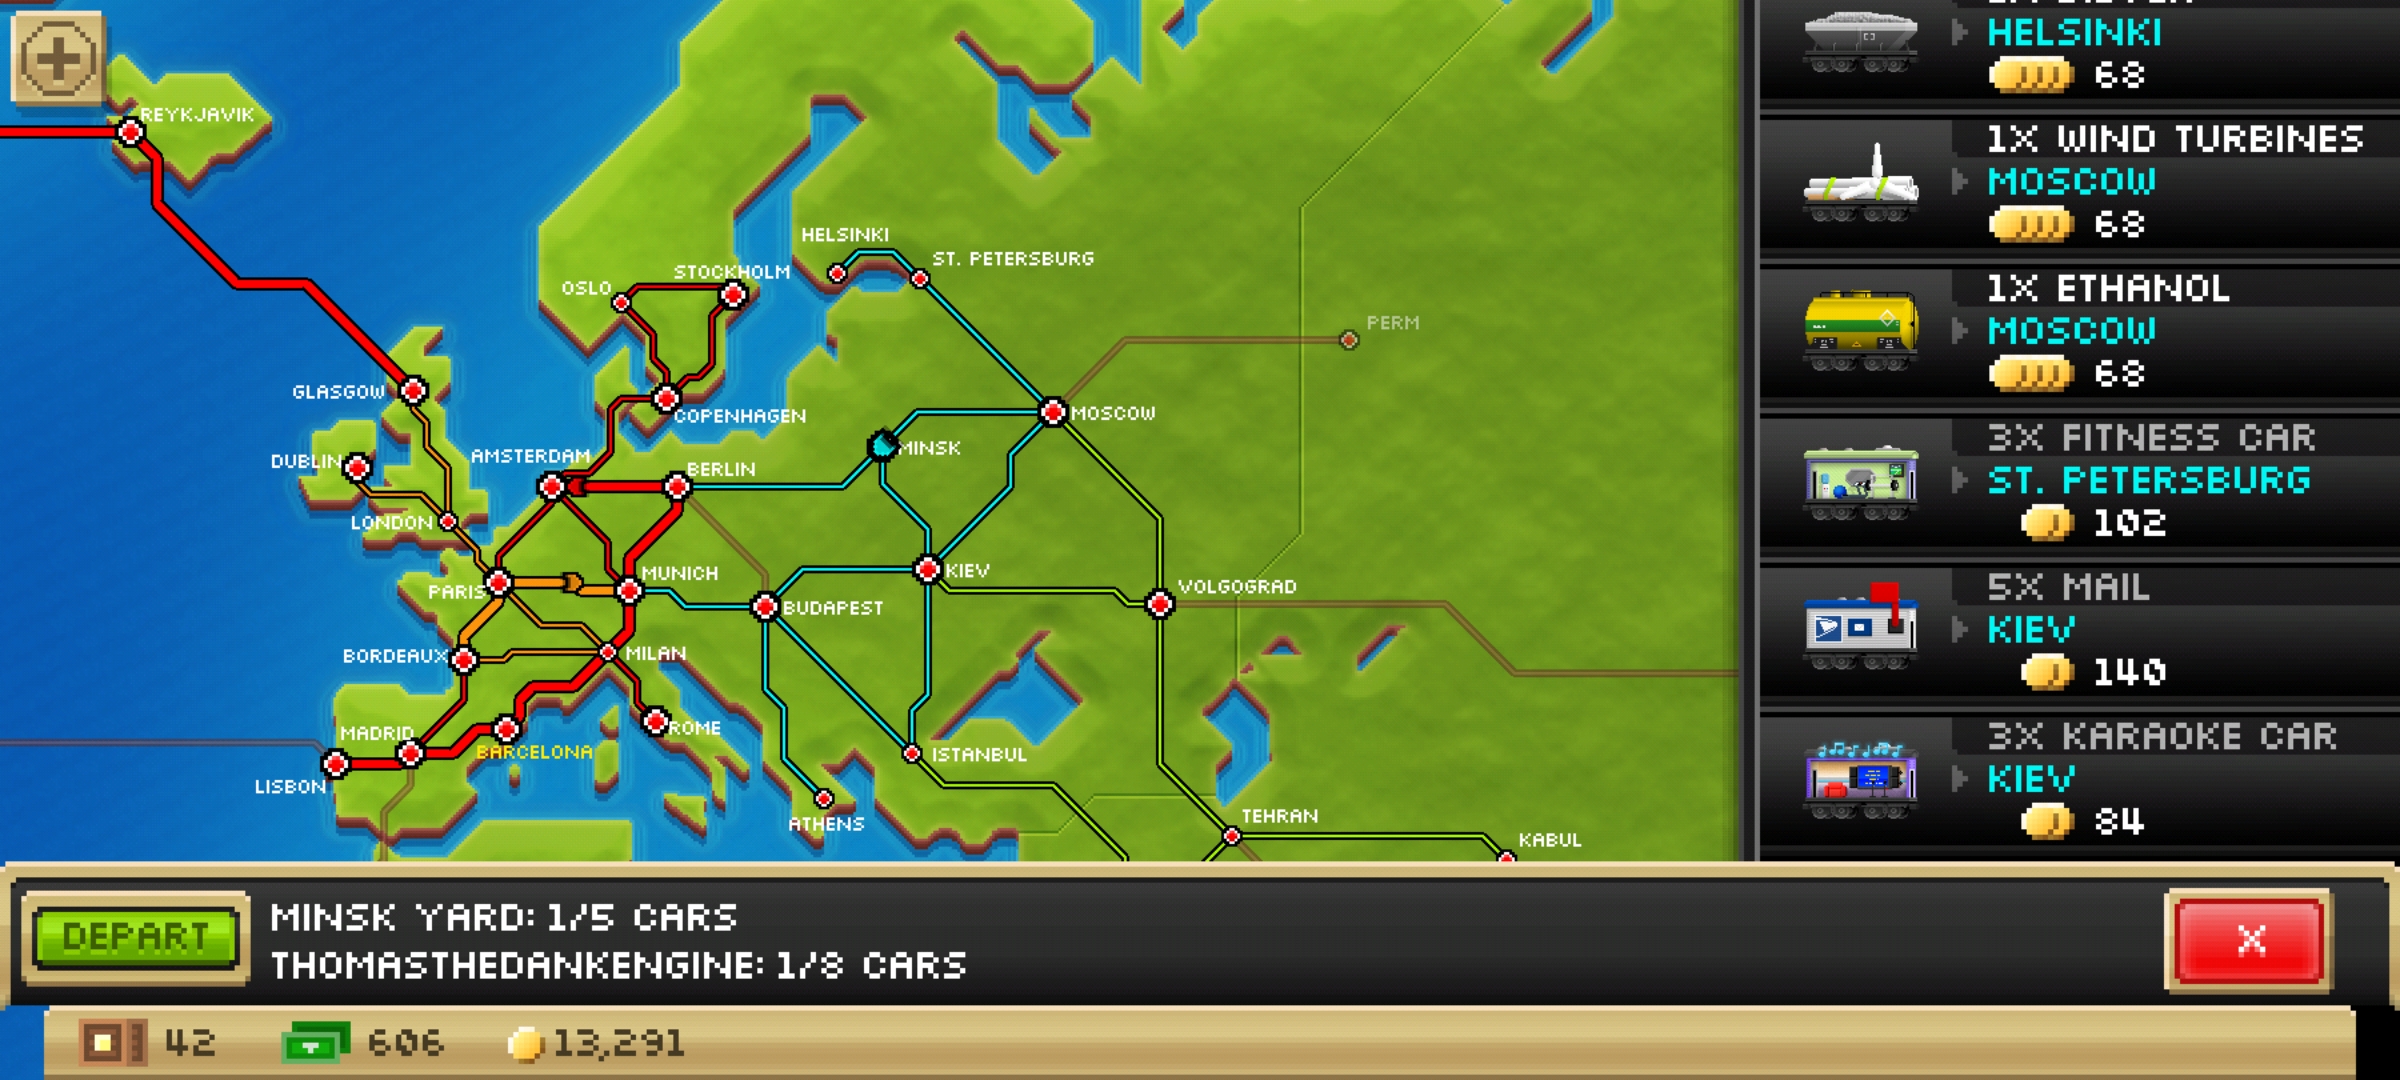 HELSINKI
68
1X WIND TURBINES
MOSCOW
68
1X ETHANOL
MOSCOW
68
3X FITNESS CAR
ST. PETERSBURG
102
5X MAIL
KIEV
140
3X KARAOKE CAR
KIEV
84
REYKJAVIK
HELSINKI
ST. PETERSBURG
STOCKHOLM
OSLO
PERM
GLASGOW
COPENHAGEN
MOSCOW
MINSK
AMSTERDAM
DUBLIN
BERLIN
LONDON
MUNICH
KIEV
PARIS
VOLGOGRAD
BUDAPEST
BORDEAUX
MILAN
MADRID
ROME
BARCELONA
ISTANBUL
LISBON
ATHENS
TEHRAN
KABUL
DEPART
MINSK YARD: 1/5 CARS
THOMASTHEDANKENGINE: 1/8 CARS
X
42
606
13,291